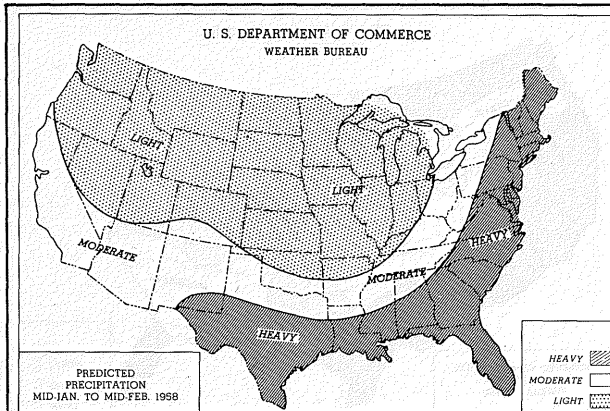 U. S. DEPARTMENT OF COMMERCE
WEATHER BUREAU
LIGHT
LIGHT
HEAVY
MODERATE
MODERATE
HEAVY
HEAVY
PREDICTED
PRECIPITATION
MID-JAN. TO MID-FEB. 1958
HEAVY
MODERATE
LIGHT